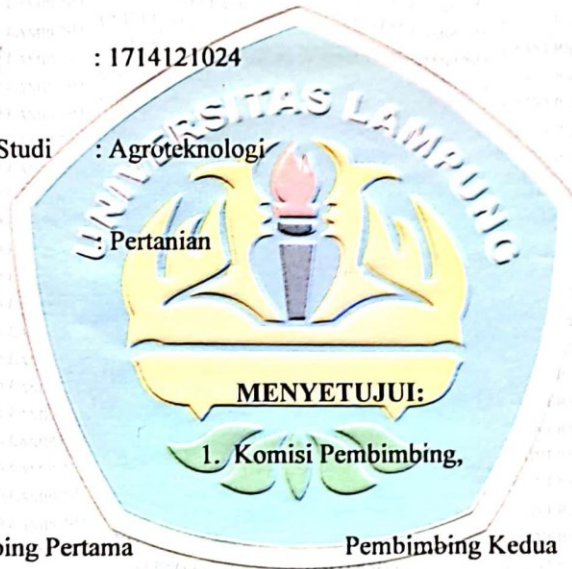 : 1714121024
UNIVERSITAS LAMPUNG
Studi : Agroteknologi
: Pertanian
MENYETUJUI:
1. Komisi Pembimbing,
bing Pertama Pembimbing Kedua